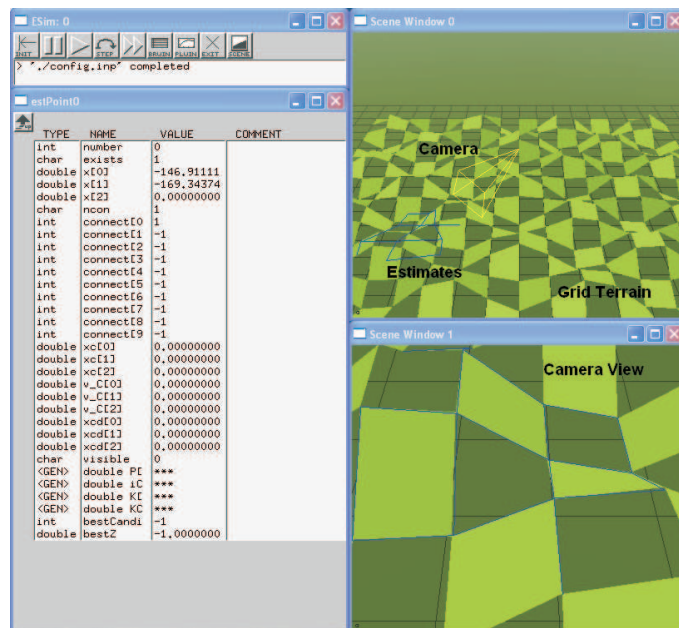 ESim: 0
INIT STEP BRWIN PLWIN EXIT SCENE
> "./config.inp" completed
estPoint0
TYPE NAME VALUE COMMENT
int number 0
char exists 1
double x[0] -146.91111
double x[1] -169.34374
double x[2] 0.00000000
char ncon 1
int connect[0 1
int connect[1 -1
int connect[2 -1
int connect[3 -1
int connect[4 -1
int connect[5 -1
int connect[6 -1
int connect[7 -1
int connect[8 -1
int connect[9 -1
double xc[0] 0.00000000
double xc[1] 0.00000000
double xc[2] 0.00000000
double v_C[0] 0.00000000
double v_C[1] 0.00000000
double v_C[2] 0.00000000
double xcd[0] 0.00000000
double xcd[1] 0.00000000
double xcd[2] 0.00000000
char visible 0
<GEN> double P[ ***
<GEN> double iC ***
<GEN> double K[ ***
<GEN> double KC ***
int bestCandi -1
double bestZ -1.0000000
Scene Window 0
Camera
Estimates
Grid Terrain
Scene Window 1
Camera View